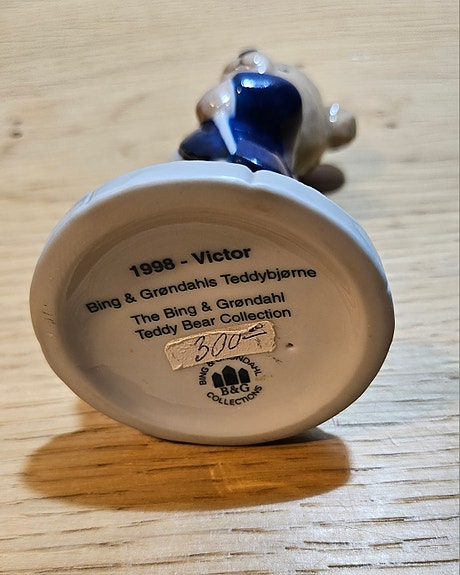 1998 - Victor
Bing & Grøndahls Teddybjørne
The Bing & Grøndahl
Teddy Bear Collection
300
BING & GRØNDAHL
B&G
COLLECTIONS